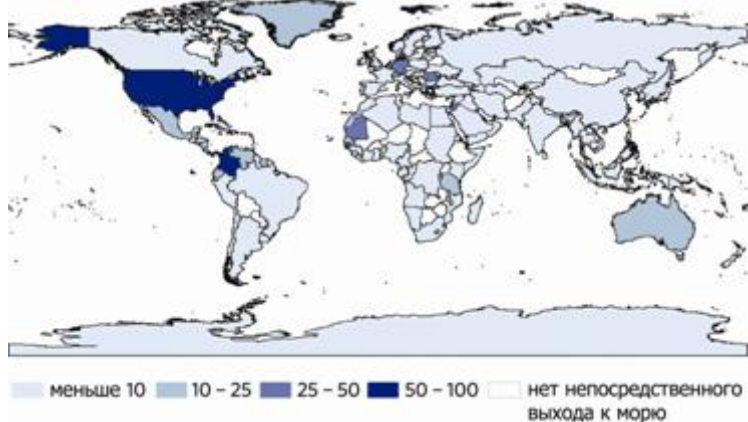 меньше 10 10 – 25 25 – 50 50 – 100 нет непосредственного
выхода к морю